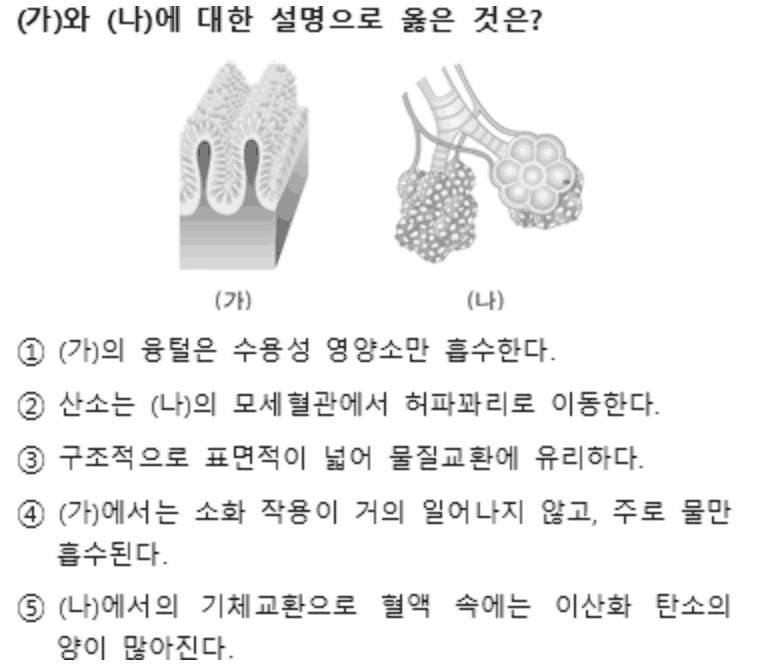 (가)와 (나)에 대한 설명으로 옳은 것은?
(가) (나)
① (가)의 융털은 수용성 영양소만 흡수한다.
② 산소는 (나)의 모세혈관에서 허파꽈리로 이동한다.
③ 구조적으로 표면적이 넓어 물질교환에 유리하다.
④ (가)에서는 소화 작용이 거의 일어나지 않고, 주로 물만
흡수된다.
⑤ (나)에서의 기체교환으로 혈액 속에는 이산화 탄소의
양이 많아진다.